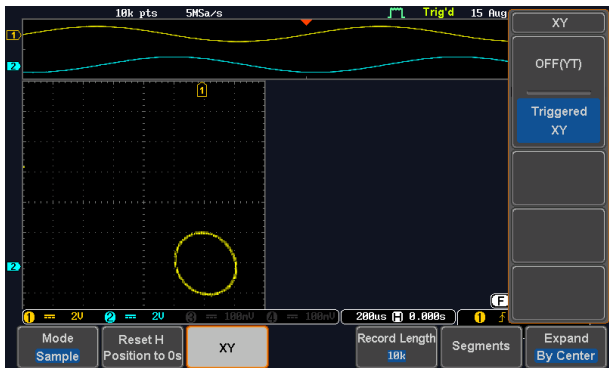 10k pts 5MSa/s Trig'd 15 Aug
XY
1
OFF(YT)
2
1
Triggered
XY
2
F
1 2V 2 2V 3 100mV 4 100mV 200us H 0.000s 1
Mode
Sample
Reset H
Position to 0s
XY
Record Length
10k
Segments
Expand
By Center